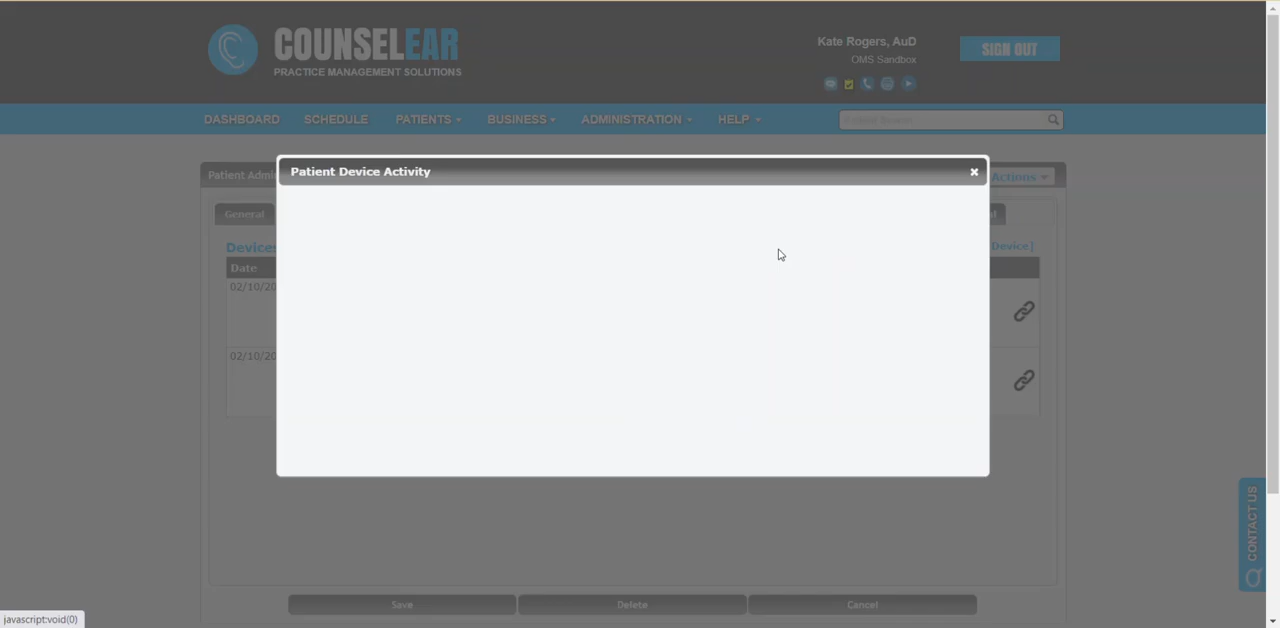 COUNSELEAR
PRACTICE MANAGEMENT SOLUTIONS
Kate Rogers, AuD
OMS Sandbox
SIGN OUT
DASHBOARD SCHEDULE PATIENTS BUSINESS ADMINISTRATION HELP
Patient Device Activity
Patient Admin
Actions
General
Devices
Device]
Date
02/10/20
02/10/20
CONTACT US
Save Delete Cancel
javascript:void(0)